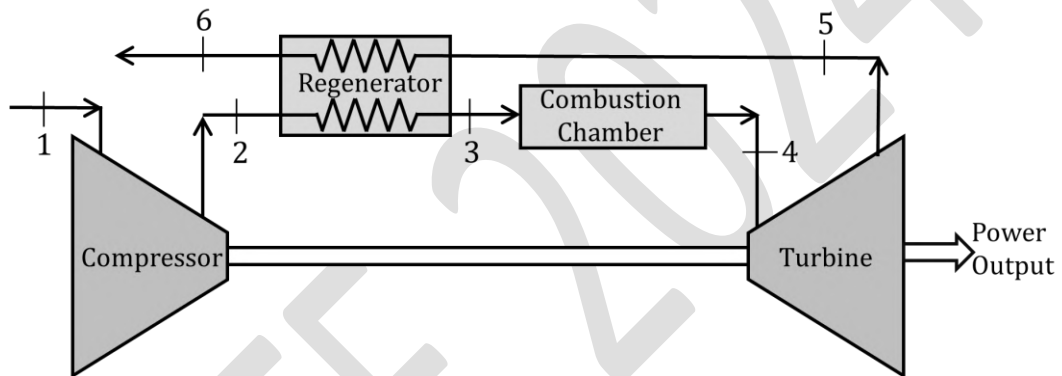 6
5
Regenerator
Combustion
Chamber
1
2
3
4
Compressor
Turbine
Power
Output